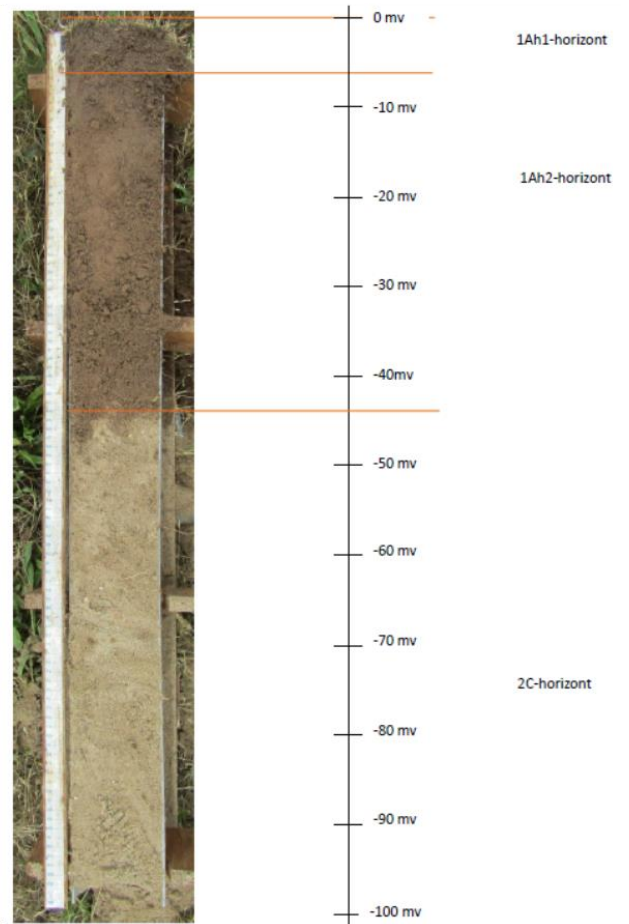 0 mv
1Ah1-horizont
-10 mv
1Ah2-horizont
-20 mv
-30 mv
-40mv
-50 mv
-60 mv
-70 mv
2C-horizont
-80 mv
-90 mv
-100 mv